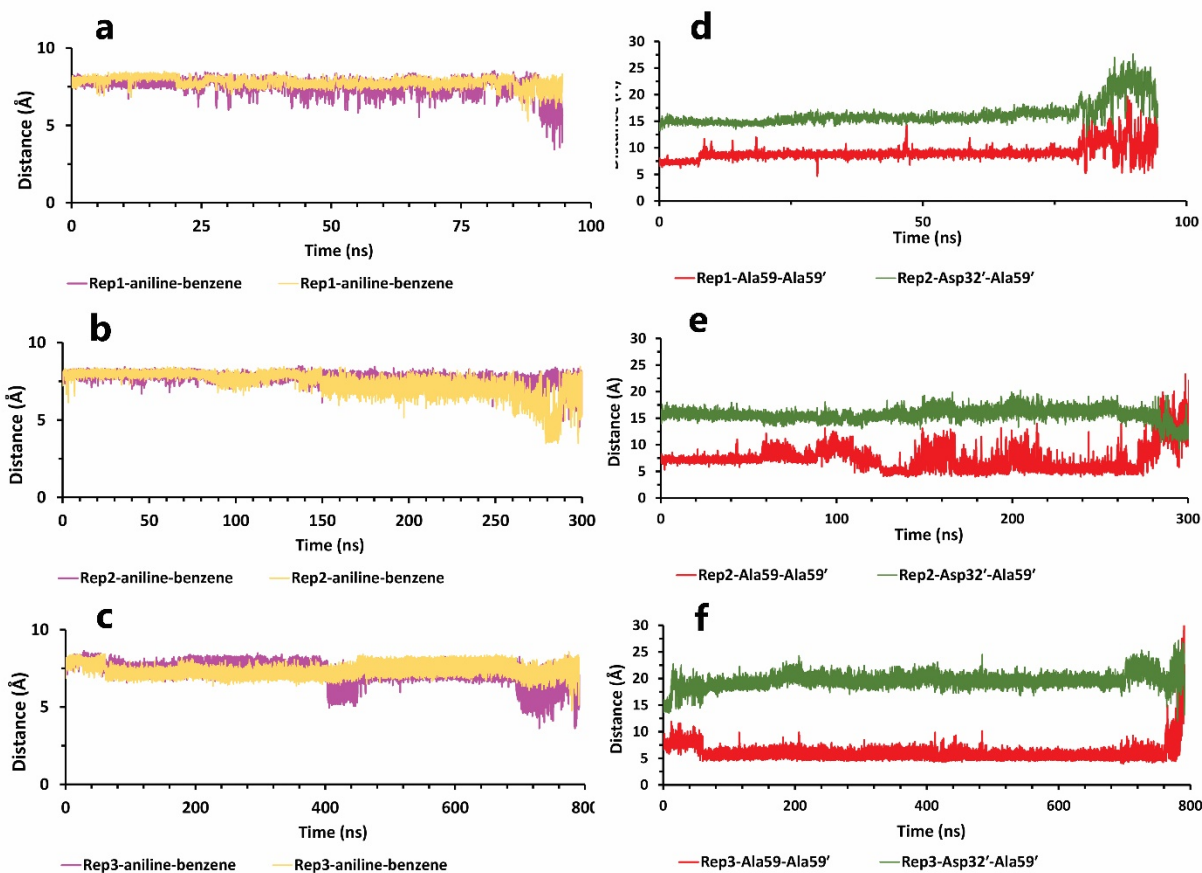 a
10
5
0
Distance (Å)
0 25 50 75 100
Time (ns)
Rep1-aniline-benzene Rep1-aniline-benzene
d
30
25
20
15
10
5
0
0 50 100
Time (ns)
Rep1-Ala59-Ala59′ Rep2-Asp32′-Ala59′
b
10
5
0
Distance (Å)
0 50 100 150 200 250 300
Time (ns)
Rep2-aniline-benzene Rep2-aniline-benzene
e
30
25
20
15
10
5
0
Distance (Å)
0 100 200 300
Time (ns)
Rep2-Ala59-Ala59′ Rep2-Asp32′-Ala59′
c
10
5
0
Distance (Å)
0 200 400 600 800
Time (ns)
Rep3-aniline-benzene Rep3-aniline-benzene
f
30
25
20
15
10
5
0
Distance (Å)
0 200 400 600 800
Time (ns)
Rep3-Ala59-Ala59′ Rep3-Asp32′-Ala59′